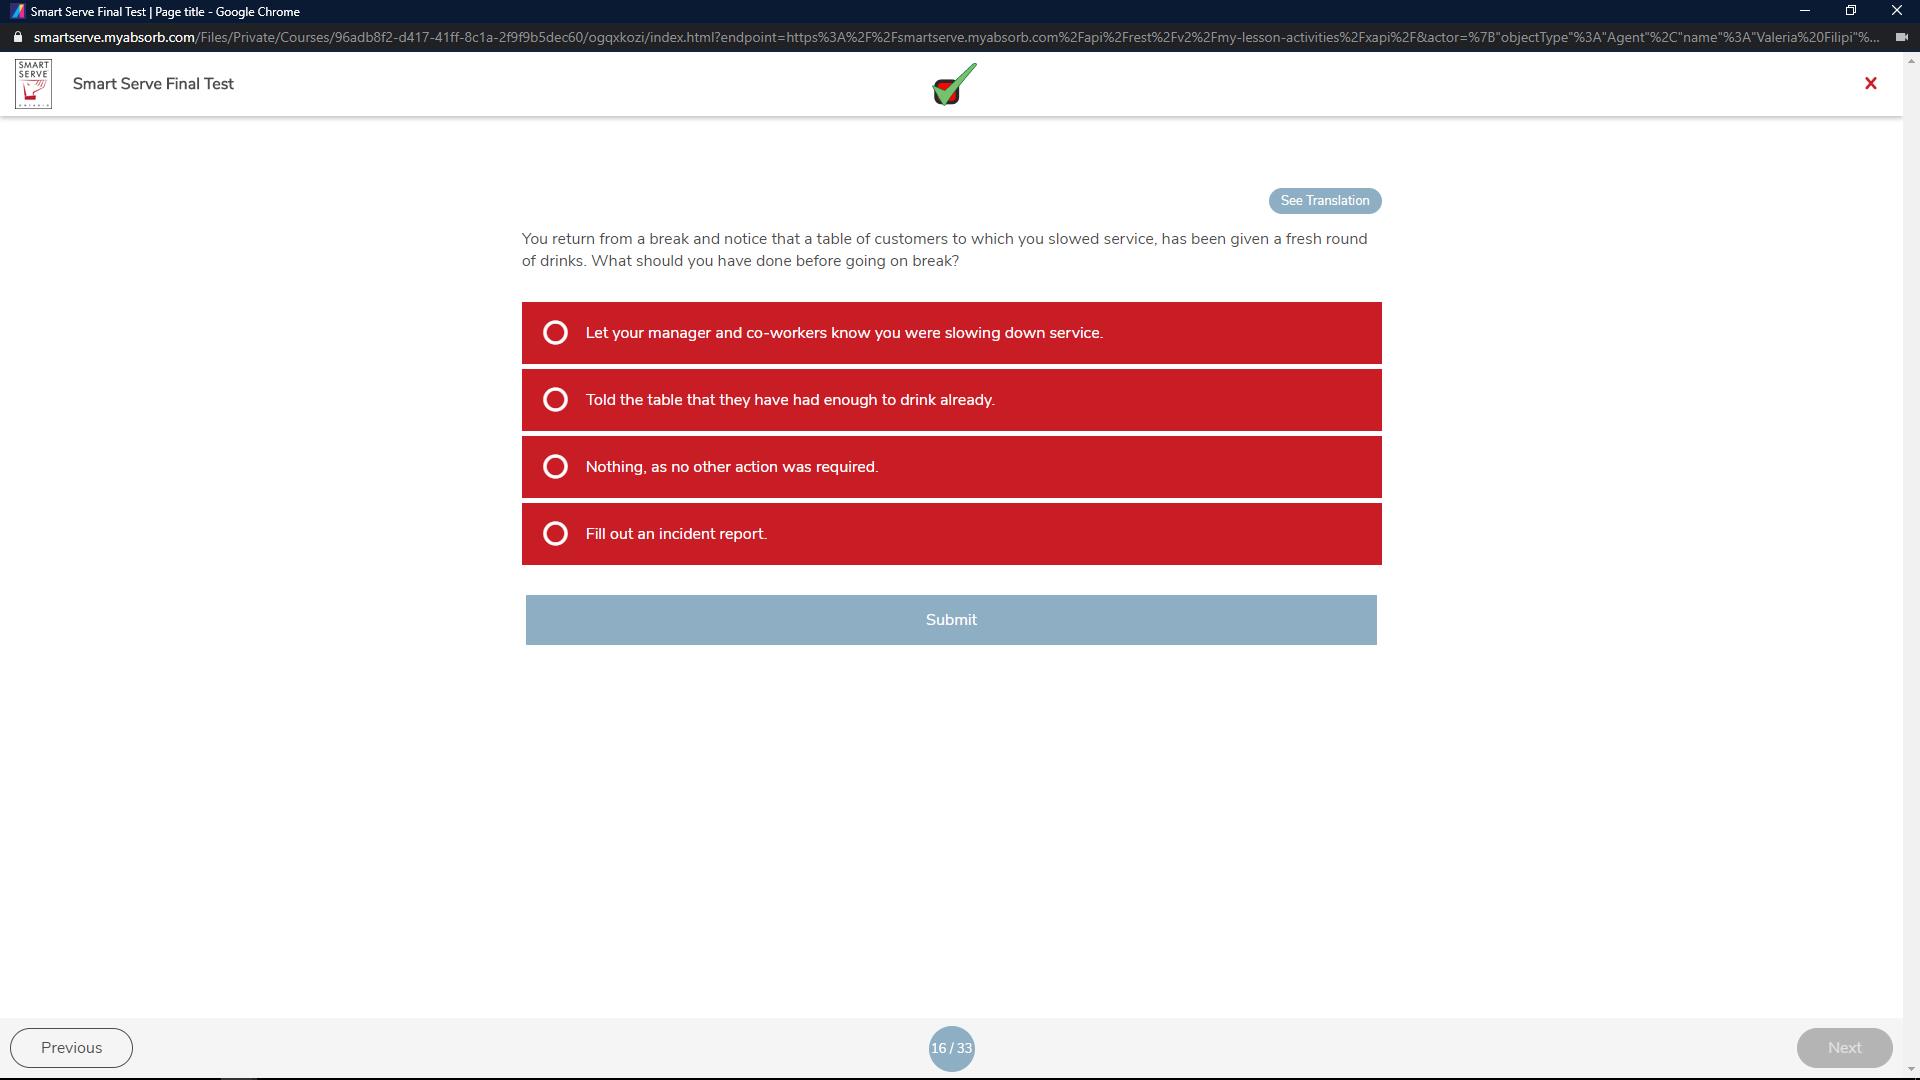 Smart Serve Final Test | Page title - Google Chrome
smartserve.myabsorb.com/Files/Private/Courses/96adb8f2-d417-41ff-8c1a-2f9f9b5dec60/ogqxkozi/index.html?endpoint=https%3A%2F%2Fsmartserve.myabsorb.com%2Fapi%2Frest%2Fv2%2Fmy-lesson-activities%2Fxapi%2F&actor=%7B"objectType"%3A"Agent"%2C"name"%3A"Valeria%20Filipi"%...
SMART
SERVE
ONTARIO
Smart Serve Final Test
See Translation
You return from a break and notice that a table of customers to which you slowed service, has been given a fresh round
of drinks. What should you have done before going on break?
Let your manager and co-workers know you were slowing down service.
Told the table that they have had enough to drink already.
Nothing, as no other action was required.
Fill out an incident report.
Submit
Previous
16 / 33
Next